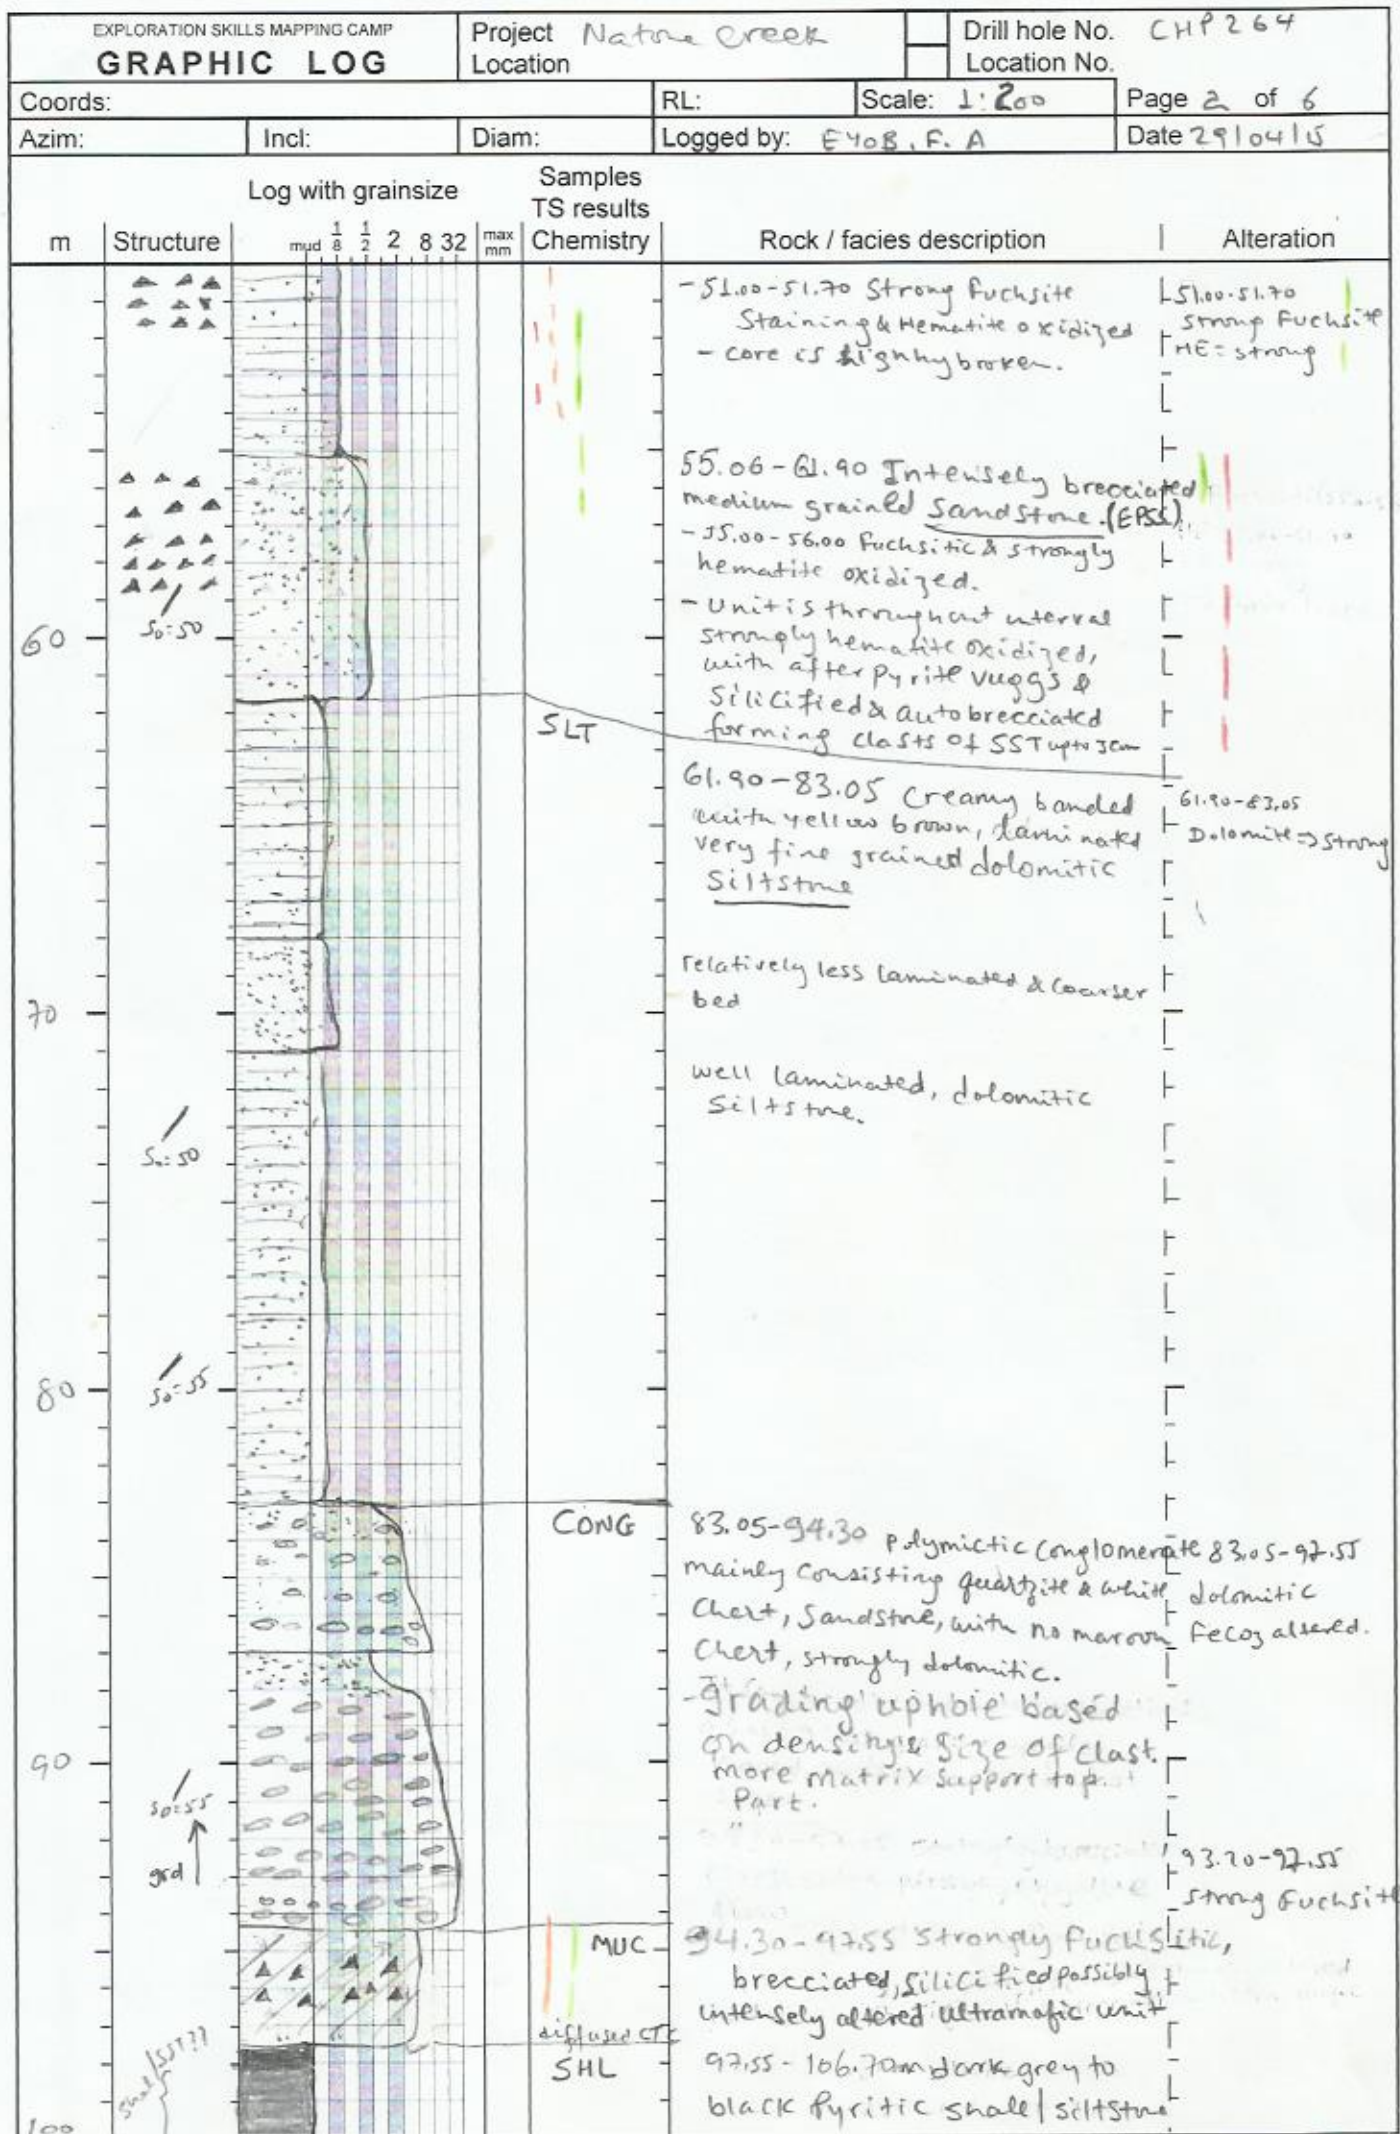 EXPLORATION SKILLS MAPPING CAMP
GRAPHIC LOG
Project Natone Creek
Location
Drill hole No. CHP264
Location No.
Coords:
RL:
Scale: 1:200
Page 2 of 6
Azim:
Incl:
Diam:
Logged by: EYOB. F. A
Date 29/04/15
m
Structure
Log with grainsize
mud 1/8 1/2 2 8 32
max mm
Samples
TS results
Chemistry
Rock / facies description
Alteration
- 51.00-51.70 Strong fuchsite
Staining & Hematite oxidized
- core is highly broken.
51.00-51.70
Strong Fuchsite
HE = strong
55.06-61.90 Intensely brecciated
medium grained Sandstone. (EPSS)
- 55.00-56.00 fuchsitic & strongly
hematite oxidized.
- Unit is throughout interval
strongly hematite oxidized,
with after pyrite vuggs &
Silicified & autobrecciated
forming clasts of SST upto 3cm
S₀=50
60
SLT
61.90-83.05 Creamy banded
with yellow brown, laminated
very fine grained dolomitic
Siltstone
61.90-83.05
Dolomite => strong
relatively less laminated & coarser
bed
70
well laminated, dolomitic
Siltstone.
S₀=50
80
S₀=55
CONG
83.05-94.30 polymictic conglomerate
mainly consisting quartzite & white
Chert, Sandstone, with no maroon
Chert, strongly dolomitic.
- grading uphole based
on density & size of clast.
more matrix support top
Part.
83.05-97.55
dolomitic
FeCO3 altered.
90
S₀=55
grd
93.20-97.55
Strong Fuchsite
MUC
94.30-97.55 Strongly Fuchsitic,
brecciated, silicified possibly
intensely altered ultramafic unit
diffused CTC
SHL
97.55-106.70m dark grey to
black Pyritic shale / siltstone
Shal/SST??
100